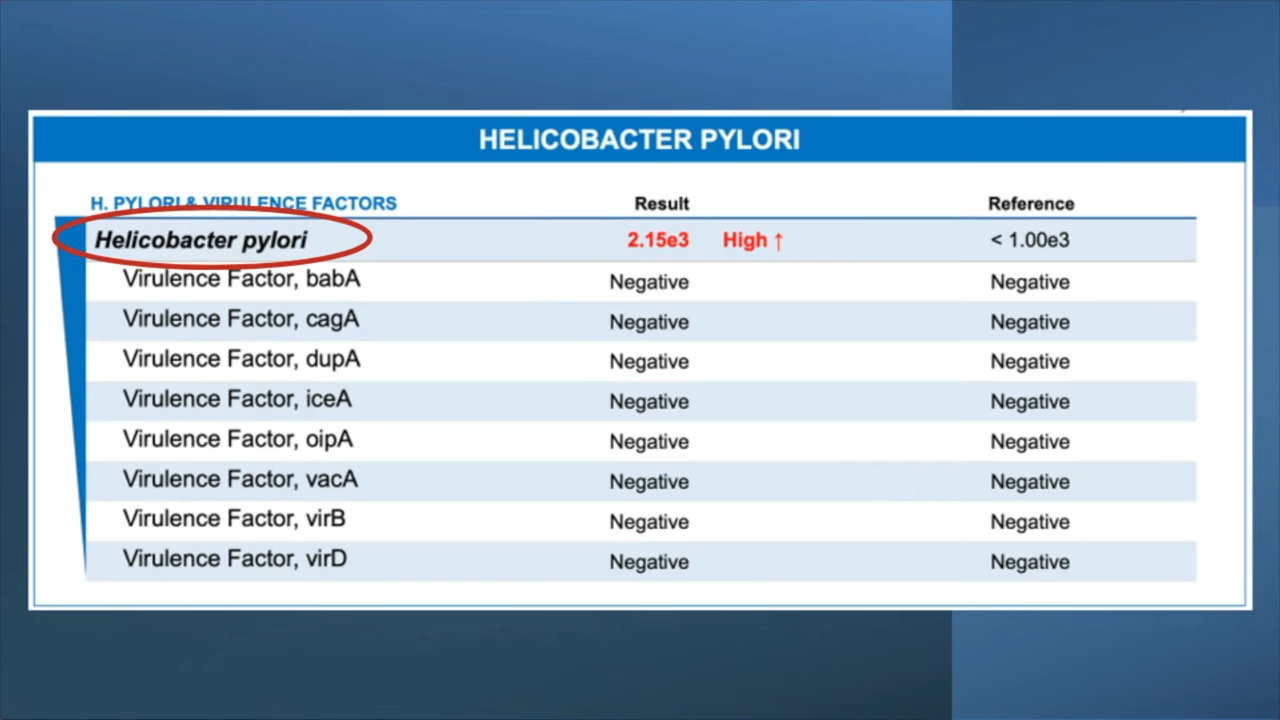 HELICOBACTER PYLORI
H. PYLORI & VIRULENCE FACTORS Result Reference
Helicobacter pylori 2.15e3 High ↑ < 1.00e3
Virulence Factor, babA Negative Negative
Virulence Factor, cagA Negative Negative
Virulence Factor, dupA Negative Negative
Virulence Factor, iceA Negative Negative
Virulence Factor, oipA Negative Negative
Virulence Factor, vacA Negative Negative
Virulence Factor, virB Negative Negative
Virulence Factor, virD Negative Negative